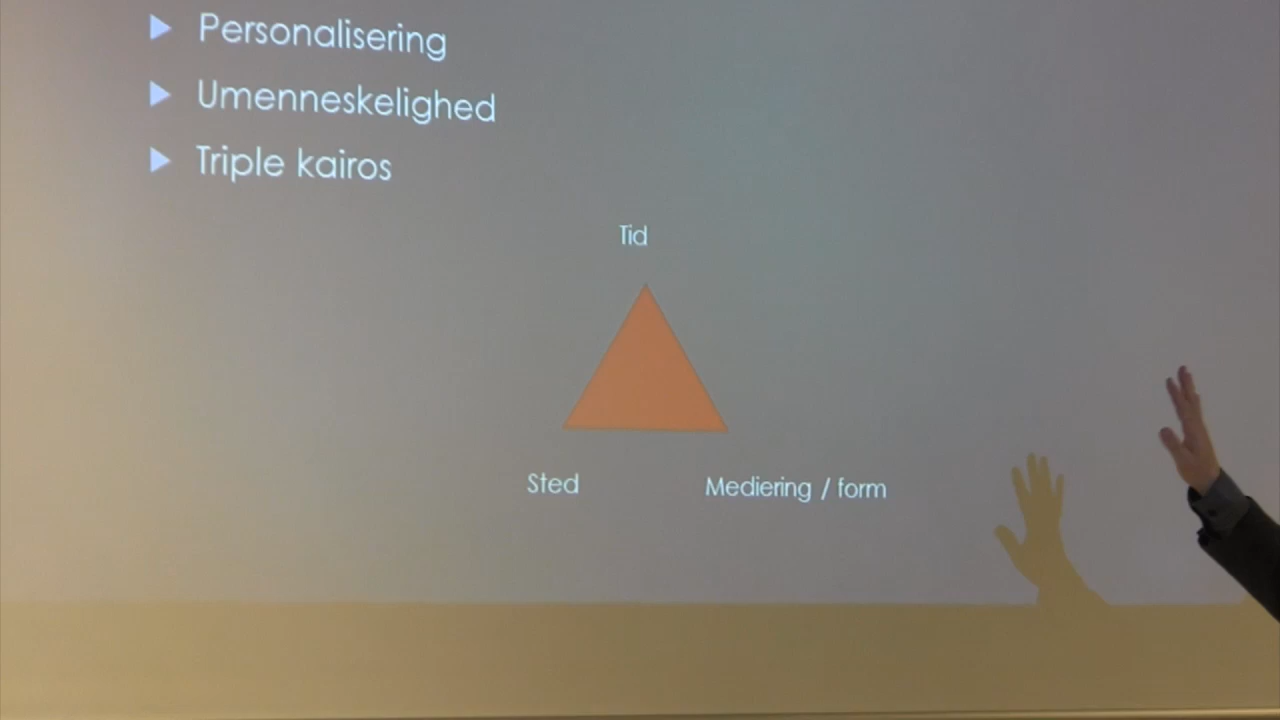 Personalisering
Umenneskelighed
Triple kairos
Tid
Sted
Mediering / form